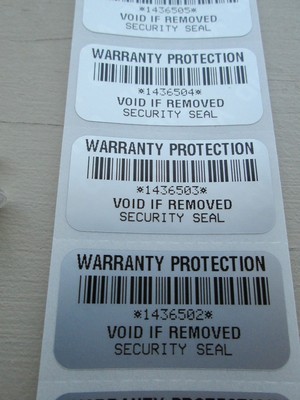 *1436505*
VOID IF REMOVED
SECURITY SEAL
WARRANTY PROTECTION
*1436504*
VOID IF REMOVED
SECURITY SEAL
WARRANTY PROTECTION
*1436503*
VOID IF REMOVED
SECURITY SEAL
WARRANTY PROTECTION
*1436502*
VOID IF REMOVED
SECURITY SEAL